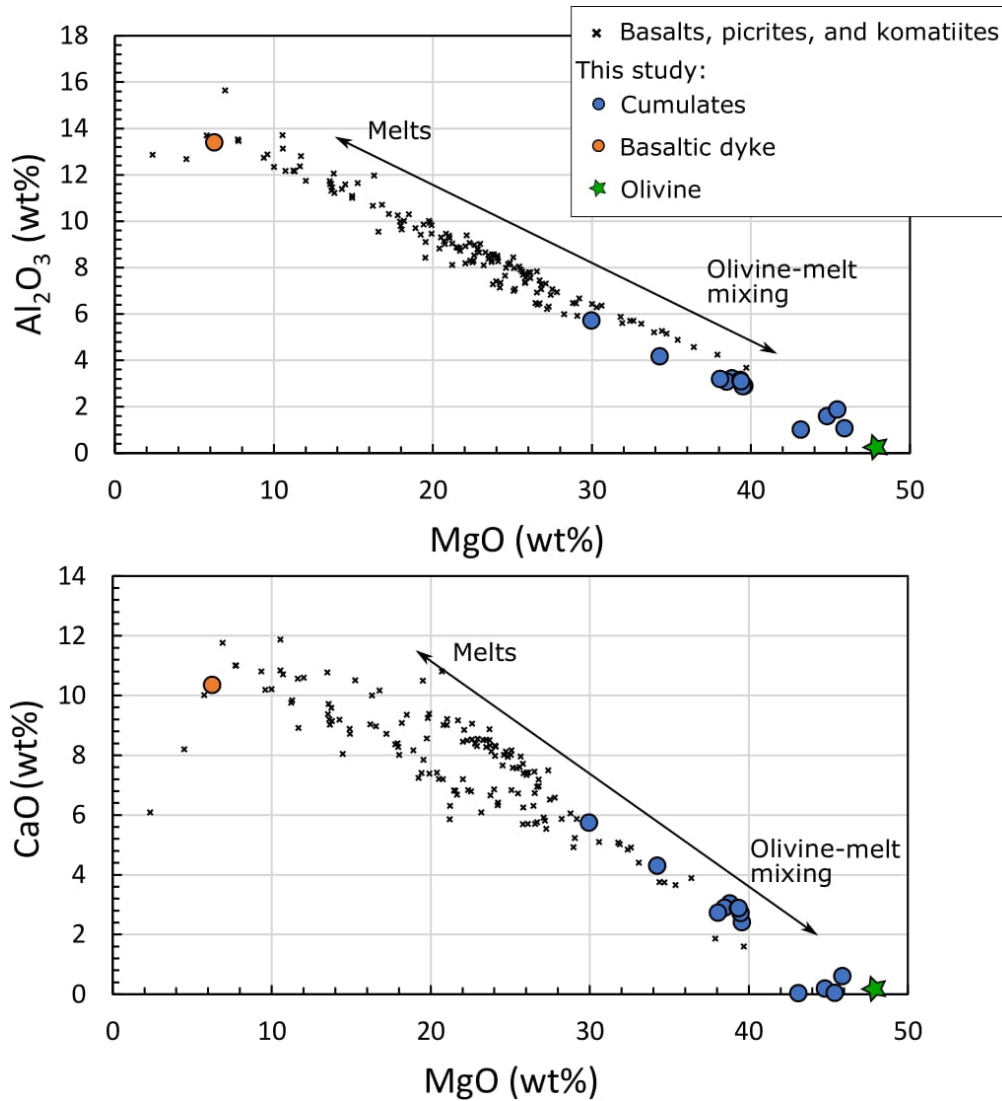 Basalts, picrites, and komatiites
This study:
Cumulates
Basaltic dyke
Olivine
18
16
14
12
10
8
6
4
2
0
Al₂O₃ (wt%)
Melts
Olivine-melt
mixing
0 10 20 30 40 50
MgO (wt%)
14
12
10
8
6
4
2
0
CaO (wt%)
Melts
Olivine-melt
mixing
0 10 20 30 40 50
MgO (wt%)